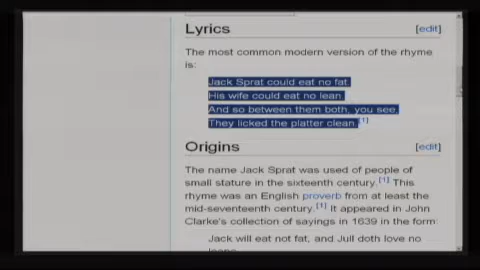 Lyrics [edit]
The most common modern version of the rhyme
is:
Jack Sprat could eat no fat
His wife could eat no lean
And so between them both, you see,
They licked the platter clean [1]
Origins [edit]
The name Jack Sprat was used of people of
small stature in the sixteenth century.[1] This
rhyme was an English proverb from at least the
mid-seventeenth century.[1] It appeared in John
Clarke's collection of sayings in 1639 in the form:
Jack will eat not fat, and Jull doth love no
leane